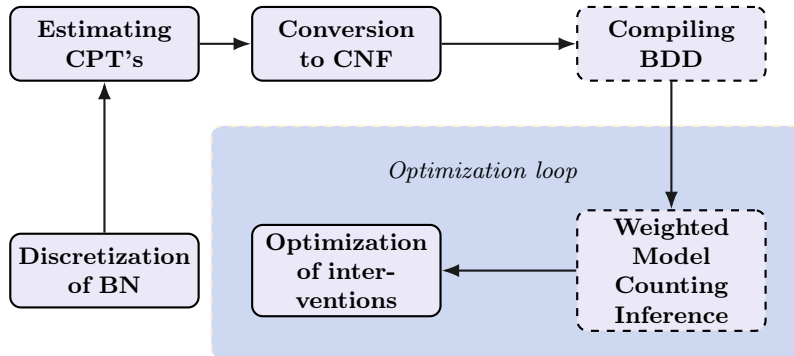 Estimating
CPT's
Conversion
to CNF
Compiling
BDD
Optimization loop
Discretization
of BN
Optimization
of inter-
ventions
Weighted
Model
Counting
Inference